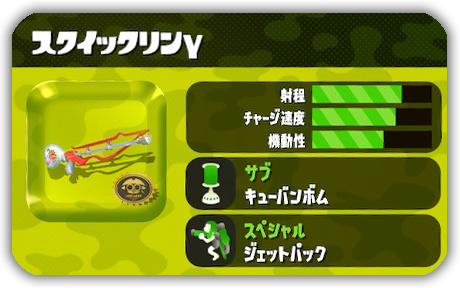 スクイックリンγ
射程
チャージ速度
機動性
サブ
キューバンボム
スペシャル
ジェットパック